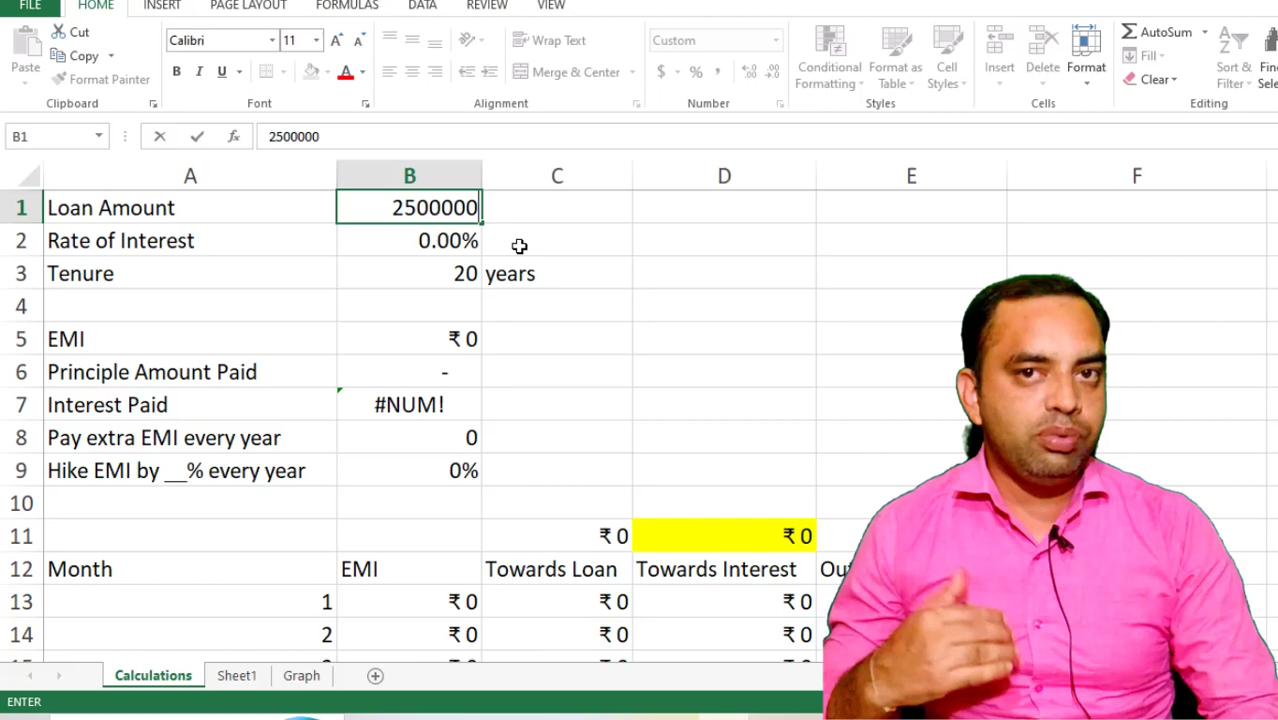 FILE HOME INSERT PAGE LAYOUT FORMULAS DATA REVIEW VIEW
Cut
Copy
Format Painter
Paste
Clipboard
Calibri 11
B I U
Font
Wrap Text
Merge & Center
Alignment
Custom
$ % ,
Number
Conditional Formatting
Format as Table
Cell Styles
Styles
Insert Delete Format
Cells
AutoSum
Fill
Clear
Sort & 
Editing
B1 fx 2500000
A B C D E F
1 Loan Amount 2500000
2 Rate of Interest 0.00%
3 Tenure 20 years
4
5 EMI ₹ 0
6 Principle Amount Paid -
7 Interest Paid #NUM!
8 Pay extra EMI every year 0
9 Hike EMI by __% every year 0%
10
11 ₹ 0 ₹ 0
12 Month EMI Towards Loan Towards Interest
13 1 ₹ 0 ₹ 0 ₹ 0
14 2 ₹ 0 ₹ 0 ₹ 0
Calculations Sheet1 Graph
ENTER